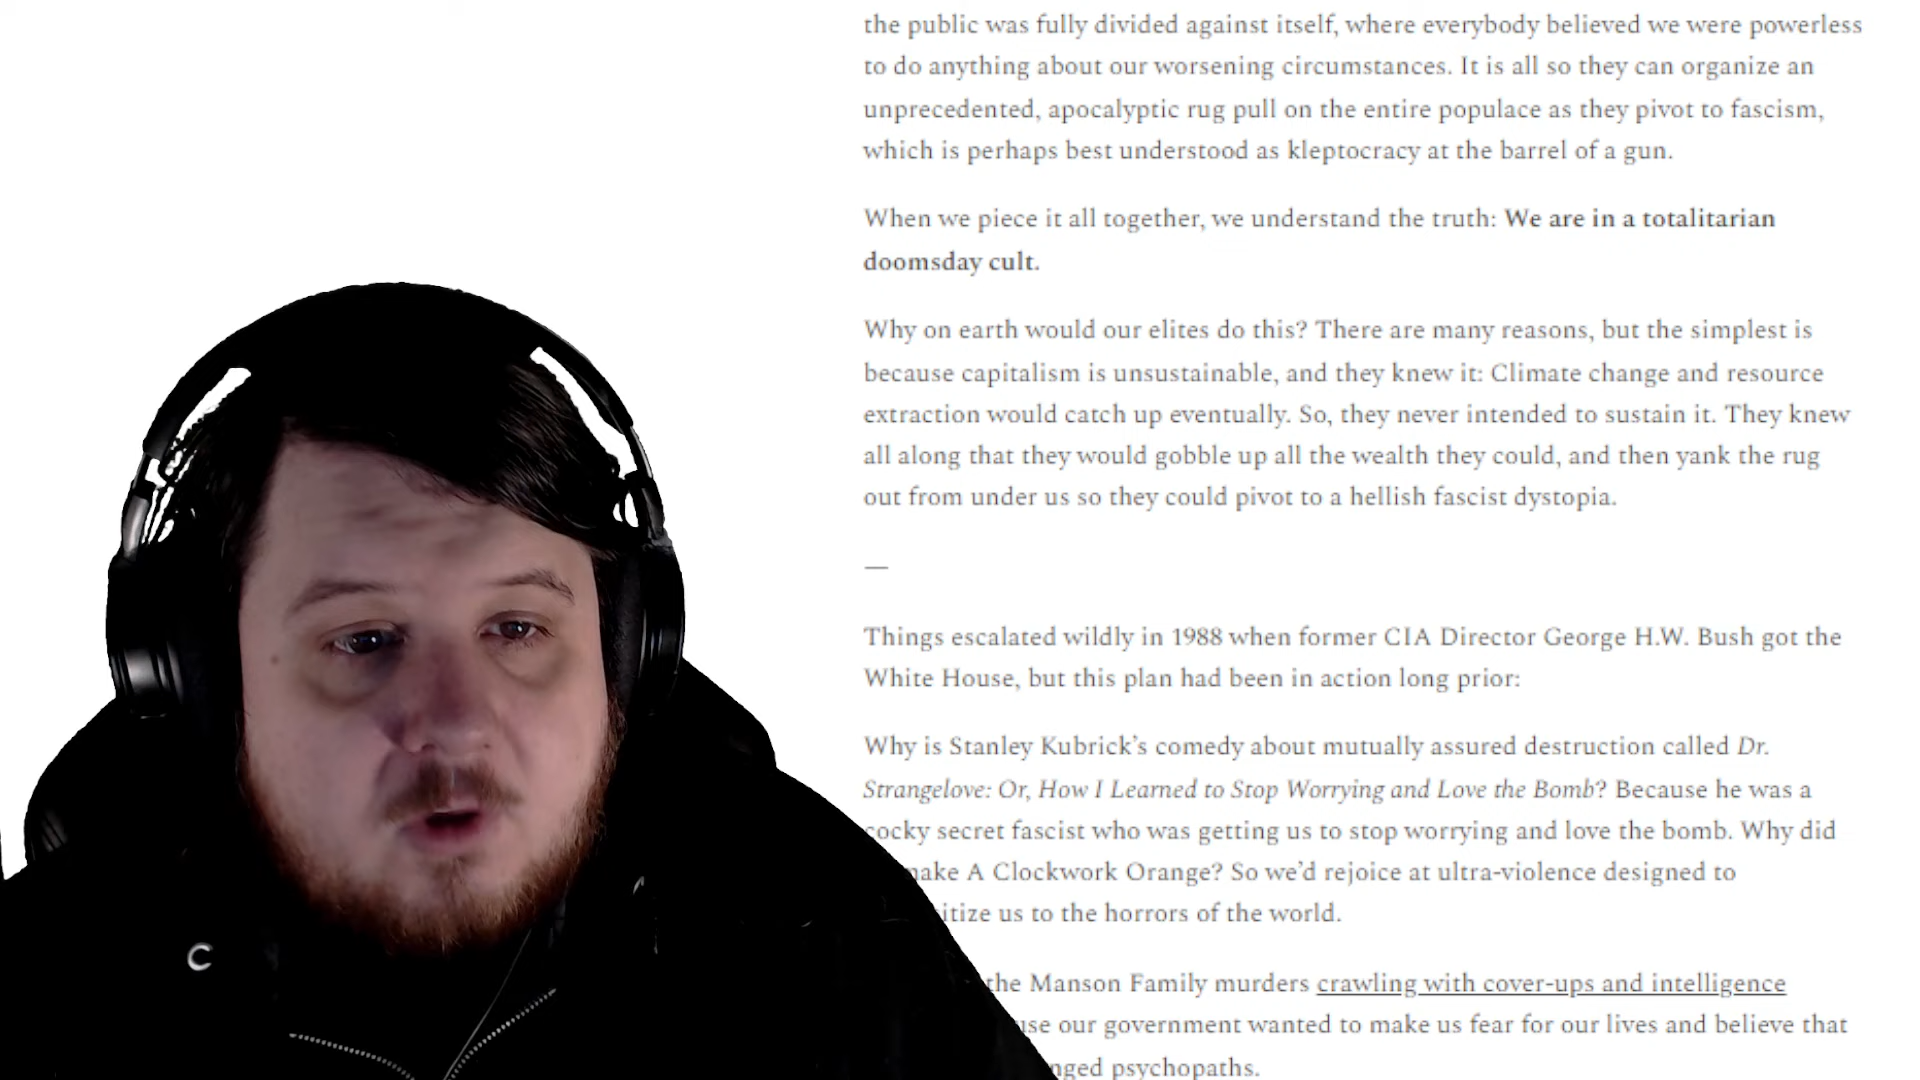 the public was fully divided against itself, where everybody believed we were powerless
to do anything about our worsening circumstances. It is all so they can organize an
unprecedented, apocalyptic rug pull on the entire populace as they pivot to fascism,
which is perhaps best understood as kleptocracy at the barrel of a gun.
When we piece it all together, we understand the truth: We are in a totalitarian
doomsday cult.
Why on earth would our elites do this? There are many reasons, but the simplest is
because capitalism is unsustainable, and they knew it: Climate change and resource
extraction would catch up eventually. So, they never intended to sustain it. They knew
all along that they would gobble up all the wealth they could, and then yank the rug
out from under us so they could pivot to a hellish fascist dystopia.
—
Things escalated wildly in 1988 when former CIA Director George H.W. Bush got the
White House, but this plan had been in action long prior:
Why is Stanley Kubrick’s comedy about mutually assured destruction called Dr.
Strangelove: Or, How I Learned to Stop Worrying and Love the Bomb? Because he was a
cocky secret fascist who was getting us to stop worrying and love the bomb. Why did
A Clockwork Orange? So we’d rejoice at ultra-violence designed to
us to the horrors of the world.
the Manson Family murders crawling with cover-ups and intelligence
our government wanted to make us fear for our lives and believe that
psychopaths.
C